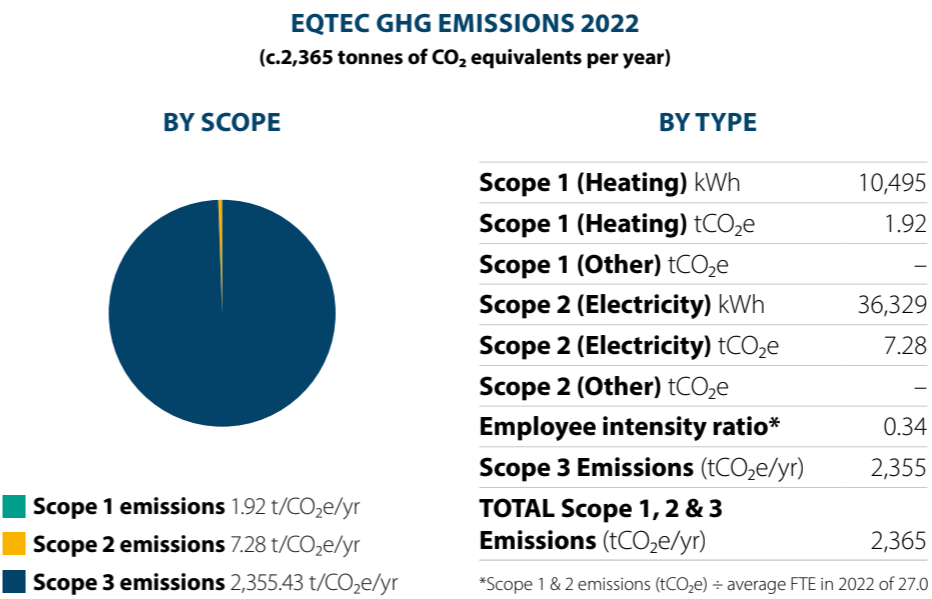 EQTEC GHG EMISSIONS 2022
(c.2,365 tonnes of CO₂ equivalents per year)
BY SCOPE
Scope 1 emissions 1.92 t/CO₂e/yr
Scope 2 emissions 7.28 t/CO₂e/yr
Scope 3 emissions 2,355.43 t/CO₂e/yr
BY TYPE
Scope 1 (Heating) kWh 10,495
Scope 1 (Heating) tCO₂e 1.92
Scope 1 (Other) tCO₂e –
Scope 2 (Electricity) kWh 36,329
Scope 2 (Electricity) tCO₂e 7.28
Scope 2 (Other) tCO₂e –
Employee intensity ratio* 0.34
Scope 3 Emissions (tCO₂e/yr) 2,355
TOTAL Scope 1, 2 & 3
Emissions (tCO₂e/yr) 2,365
*Scope 1 & 2 emissions (tCO₂e) ÷ average FTE in 2022 of 27.0